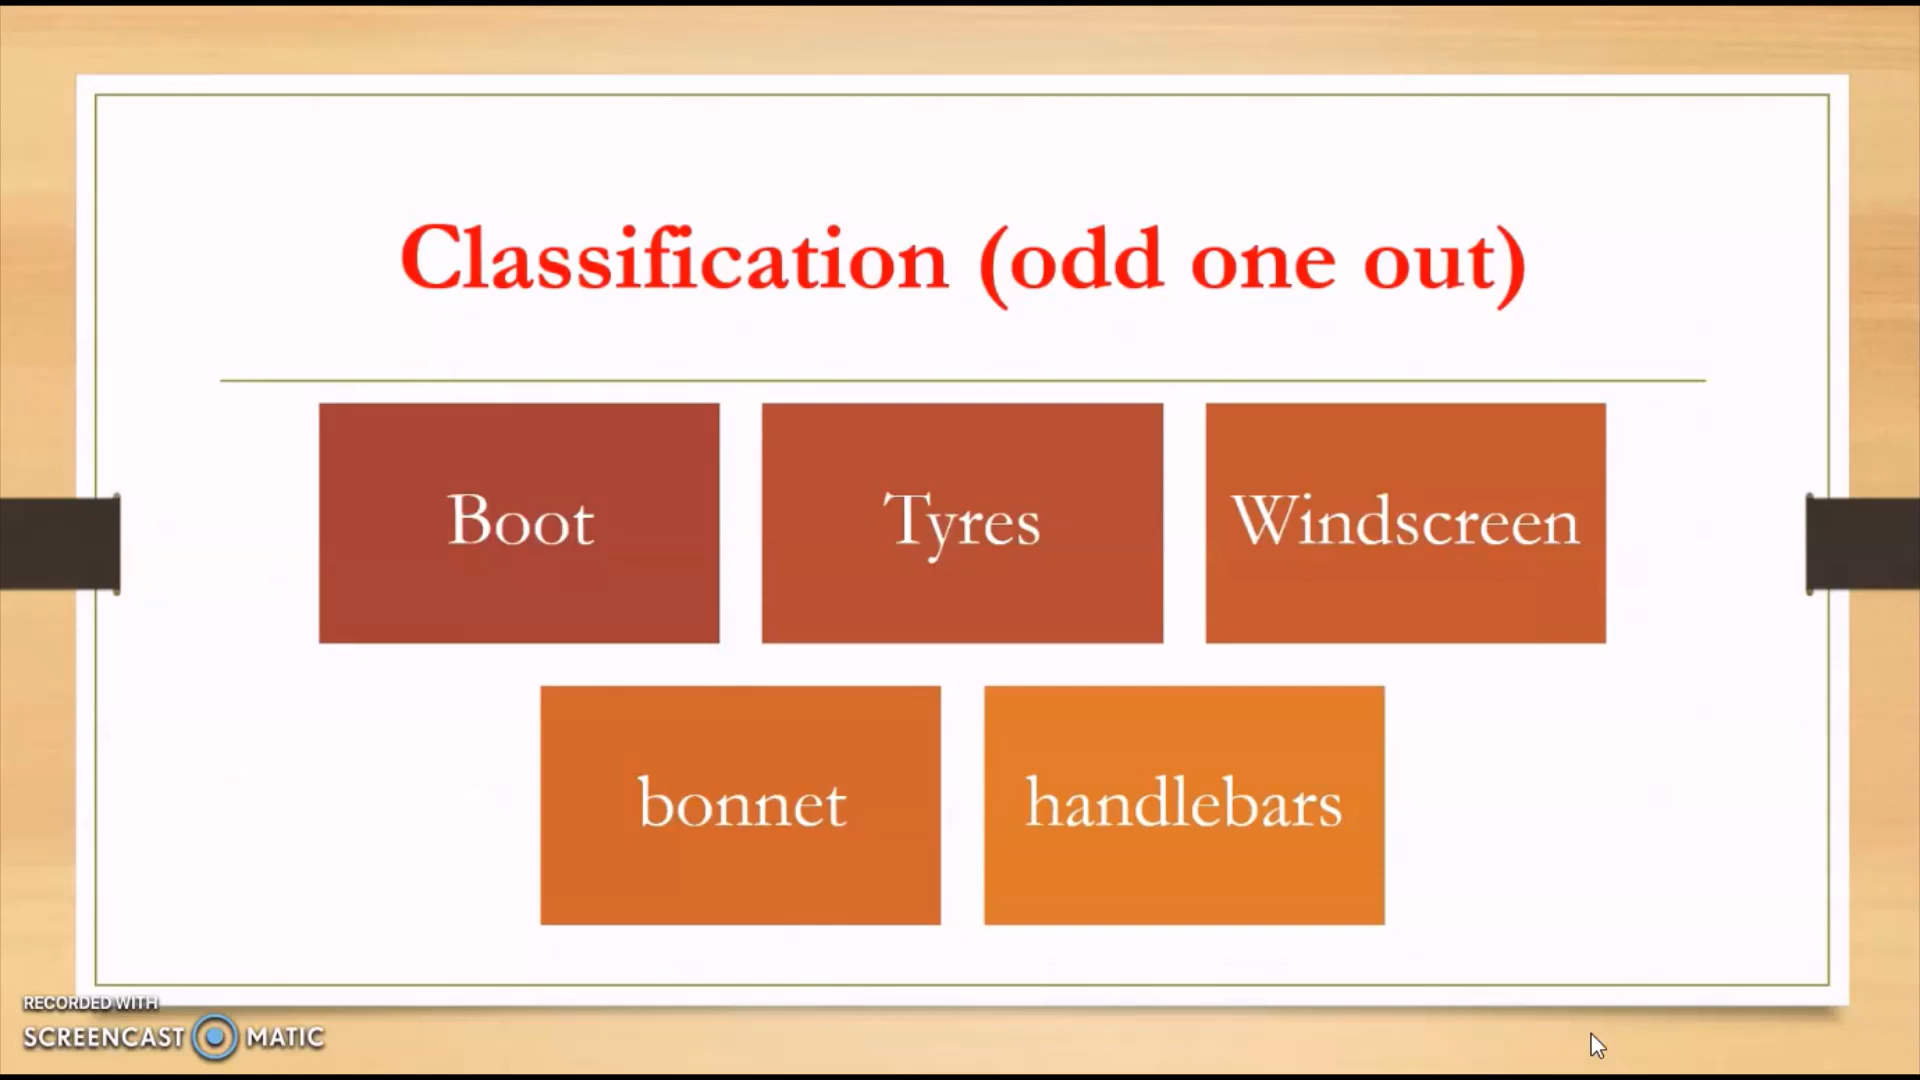 Classification (odd one out)
Boot
Tyres
Windscreen
bonnet
handlebars
RECORDED WITH
SCREENCAST MATIC